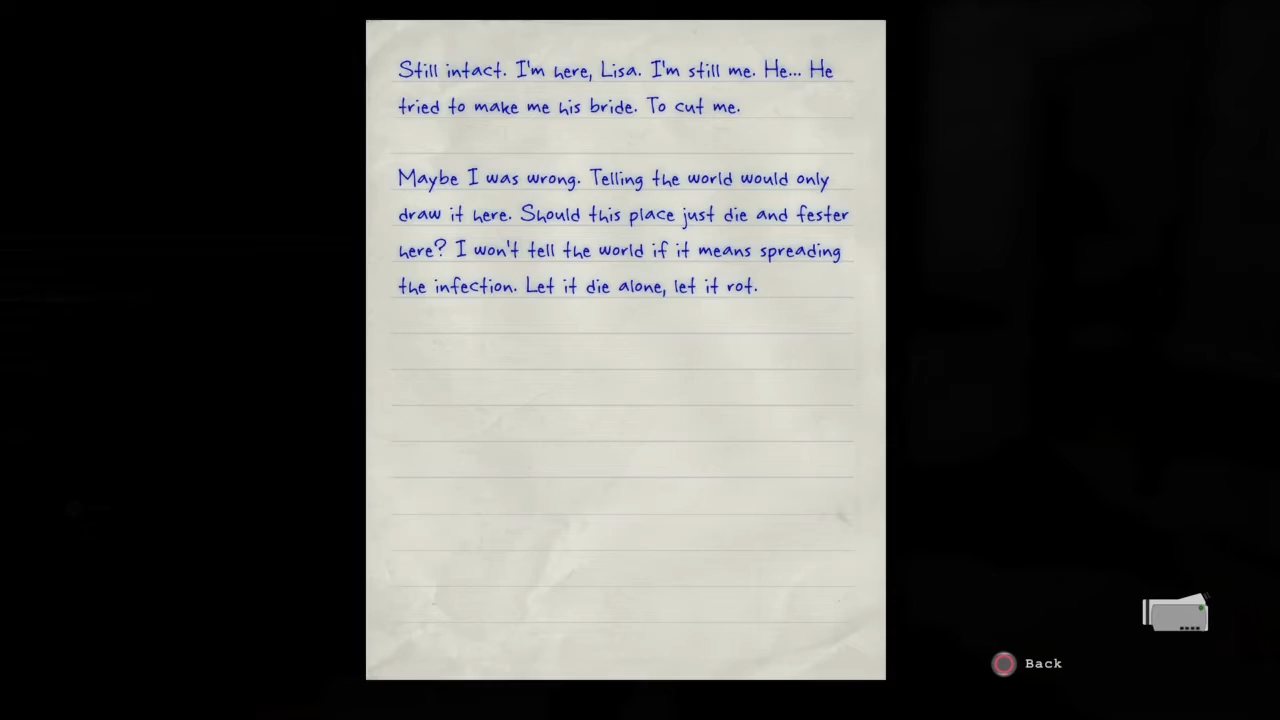 Still intact. I'm here, Lisa. I'm still me. He... He
tried to make me his bride. To cut me.
Maybe I was wrong. Telling the world would only
draw it here. Should this place just die and fester
here? I won't tell the world if it means spreading
the infection. Let it die alone, let it rot.
Back